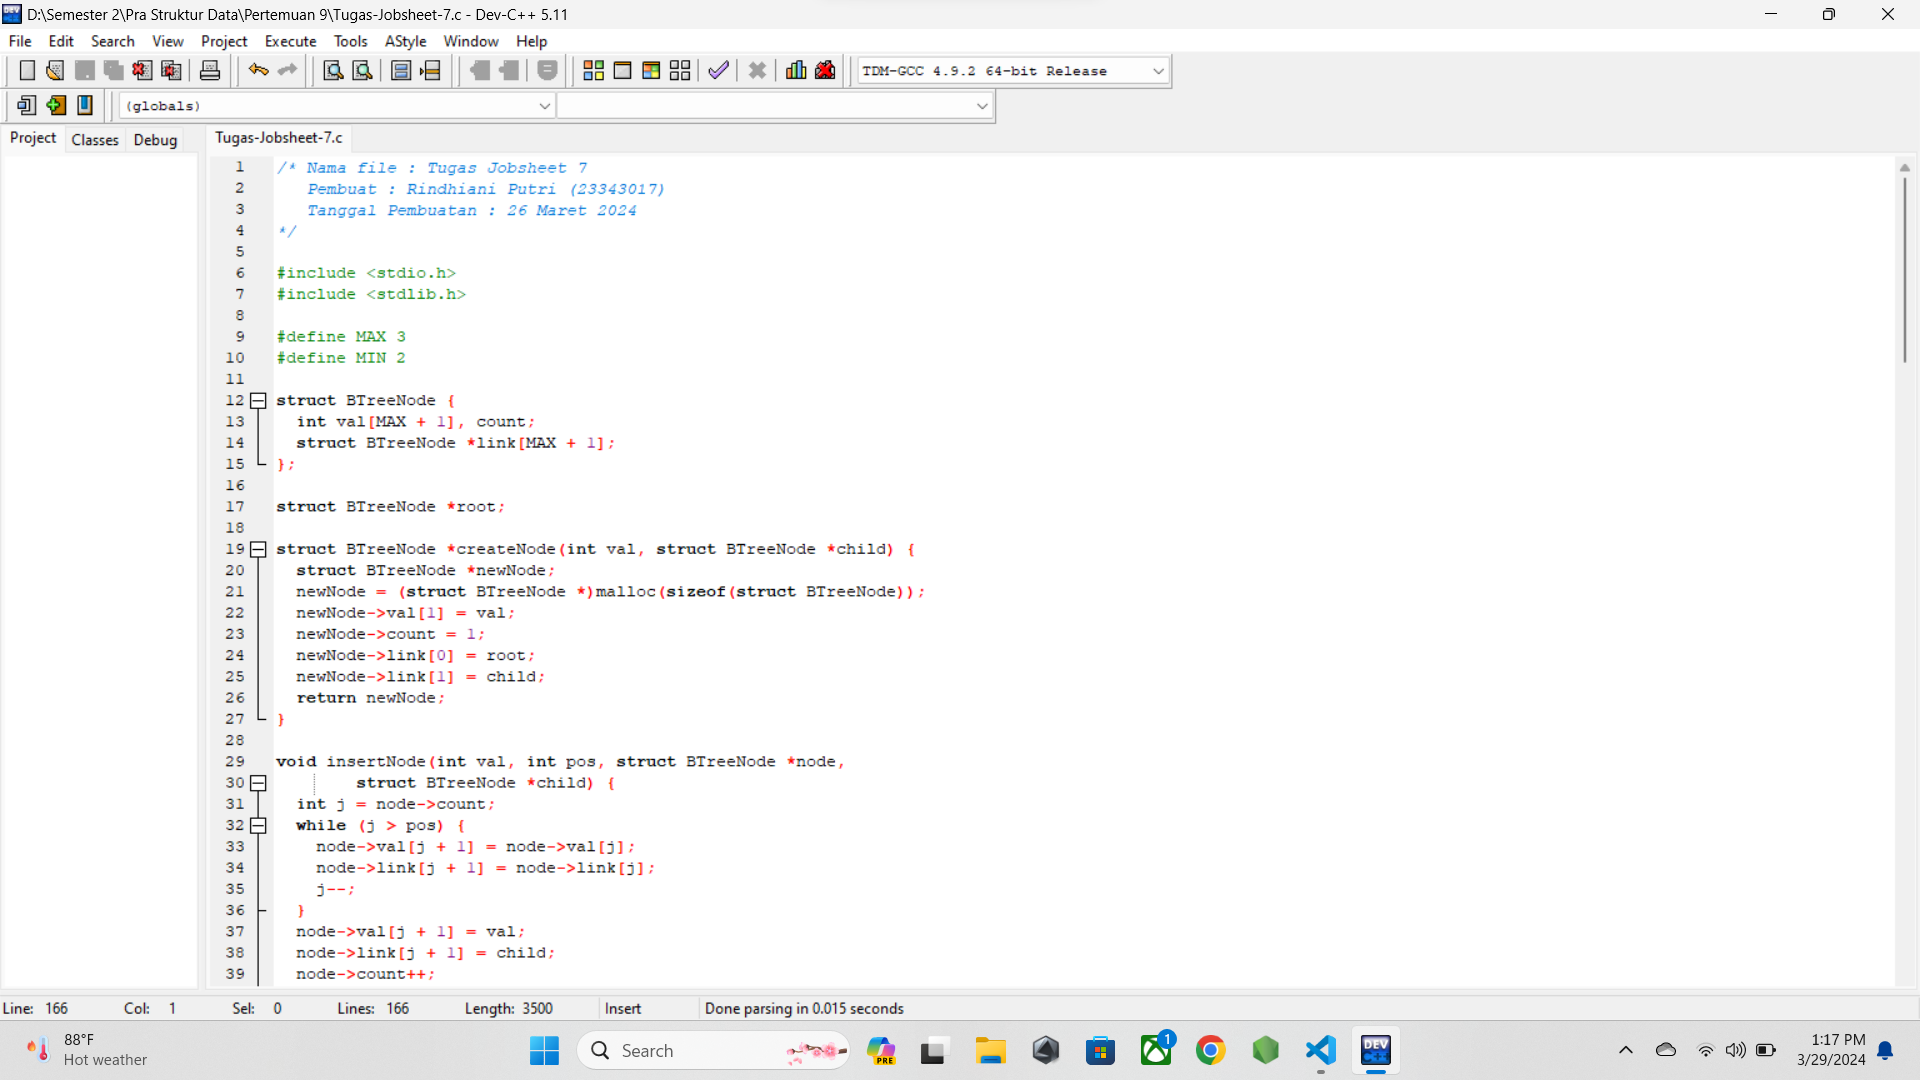 D:\Semester 2\Pra Struktur Data\Pertemuan 9\Tugas-Jobsheet-7.c - Dev-C++ 5.11
File Edit Search View Project Execute Tools AStyle Window Help
TDM-GCC 4.9.2 64-bit Release
(globals)
Project Classes Debug
Tugas-Jobsheet-7.c
1 /* Nama file : Tugas Jobsheet 7
2 Pembuat : Rindhiani Putri (23343017)
3 Tanggal Pembuatan : 26 Maret 2024
4 */
5
6 #include <stdio.h>
7 #include <stdlib.h>
8
9 #define MAX 3
10 #define MIN 2
11
12 struct BTreeNode {
13 int val[MAX + 1], count;
14 struct BTreeNode *link[MAX + 1];
15 };
16
17 struct BTreeNode *root;
18
19 struct BTreeNode *createNode(int val, struct BTreeNode *child) {
20 struct BTreeNode *newNode;
21 newNode = (struct BTreeNode *)malloc(sizeof(struct BTreeNode));
22 newNode->val[1] = val;
23 newNode->count = 1;
24 newNode->link[0] = root;
25 newNode->link[1] = child;
26 return newNode;
27 }
28
29 void insertNode(int val, int pos, struct BTreeNode *node,
30 struct BTreeNode *child) {
31 int j = node->count;
32 while (j > pos) {
33 node->val[j + 1] = node->val[j];
34 node->link[j + 1] = node->link[j];
35 j--;
36 }
37 node->val[j + 1] = val;
38 node->link[j + 1] = child;
39 node->count++;
Line: 166 Col: 1 Sel: 0 Lines: 166 Length: 3500 Insert Done parsing in 0.015 seconds
88°F
Hot weather
Search
PRE
1
DEV
C++
1:17 PM
3/29/2024